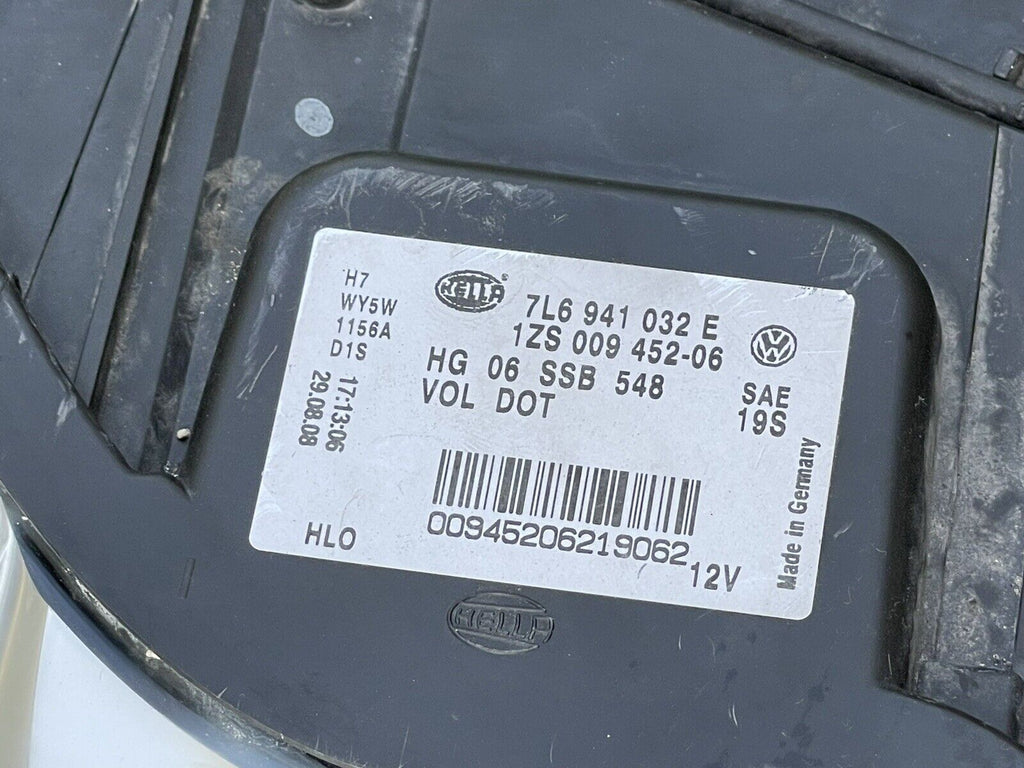 H7
WY5W
1156A
D1S
17:13:06
29.08.08
HLO
HELLA ®
7L6 941 032 E
1ZS 009 452-06
HG 06 SSB 548
VOL DOT
VW
SAE
19S
00945206219062
12V
Made in Germany
HELLA